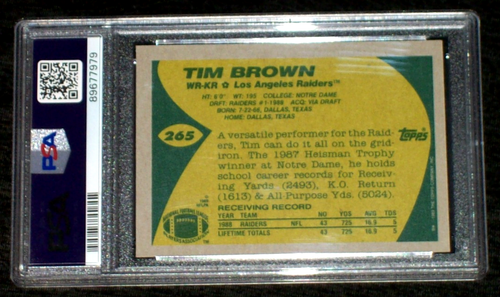 89677979
PSA
TIM BROWN
WR-KR Los Angeles Raiders™
HT: 6'0" WT: 195 COLLEGE: NOTRE DAME
DRFT: RAIDERS #1-1988 ACQ: VIA DRAFT
BORN: 7-22-66, DALLAS, TEXAS
HOME: DALLAS, TEXAS
265
TOPPS
A versatile performer for the Raid-
ers, Tim can do it all on the grid-
iron. The 1987 Heisman Trophy
winner at Notre Dame, he holds
school career records for Receiv-
ing Yards (2493), K.O. Return
(1613) & All-Purpose Yds. (5024).
RECEIVING RECORD
YEAR TEAM NO YDS AVG TDS
1988 RAIDERS NFL 43 725 16.9 5
LIFETIME TOTALS 43 725 16.9 5